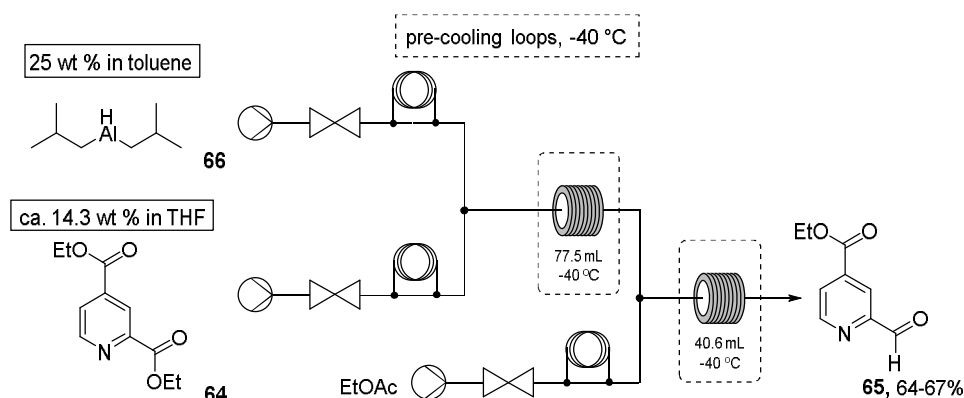 25 wt % in toluene
H
Al
66
ca. 14.3 wt % in THF
EtO
O
N
O
OEt
64
pre-cooling loops, -40 °C
77.5 mL
-40 °C
EtOAc
40.6 mL
-40 °C
EtO
O
N
O
H
65, 64-67%